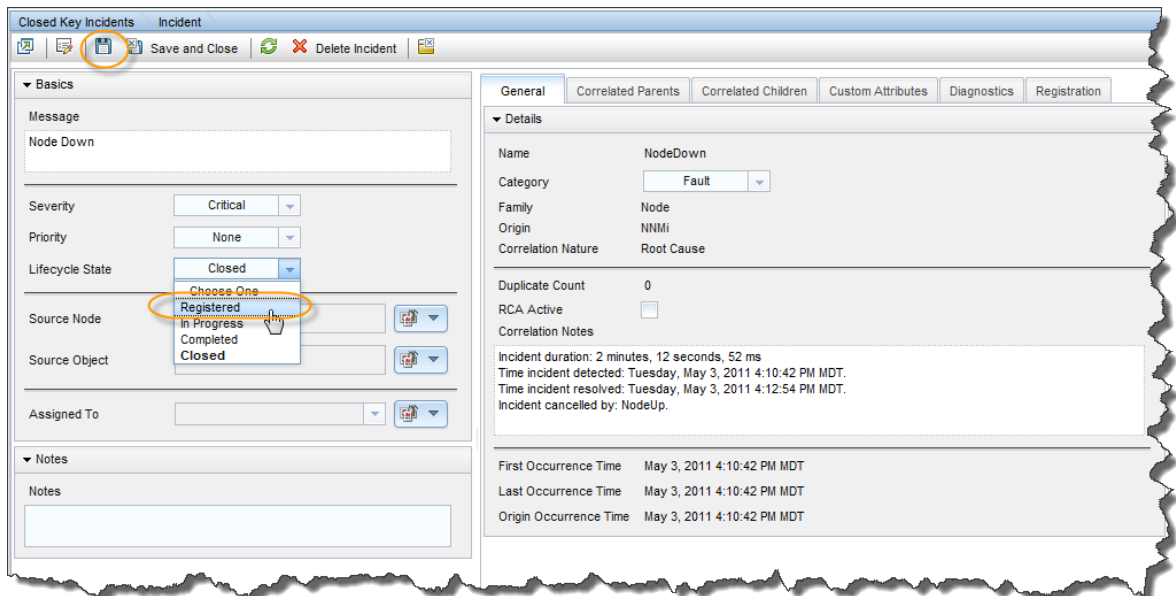 Closed Key Incidents Incident
Save and Close Delete Incident
Basics
Message
Node Down
Severity Critical
Priority None
Lifecycle State Closed
Choose One
Registered
In Progress
Completed
Closed
Source Node
Source Object
Assigned To
Notes
Notes
General Correlated Parents Correlated Children Custom Attributes Diagnostics Registration
Details
Name NodeDown
Category Fault
Family Node
Origin NNMi
Correlation Nature Root Cause
Duplicate Count 0
RCA Active
Correlation Notes
Incident duration: 2 minutes, 12 seconds, 52 ms
Time incident detected: Tuesday, May 3, 2011 4:10:42 PM MDT.
Time incident resolved: Tuesday, May 3, 2011 4:12:54 PM MDT.
Incident cancelled by: NodeUp.
First Occurrence Time May 3, 2011 4:10:42 PM MDT
Last Occurrence Time May 3, 2011 4:10:42 PM MDT
Origin Occurrence Time May 3, 2011 4:10:42 PM MDT